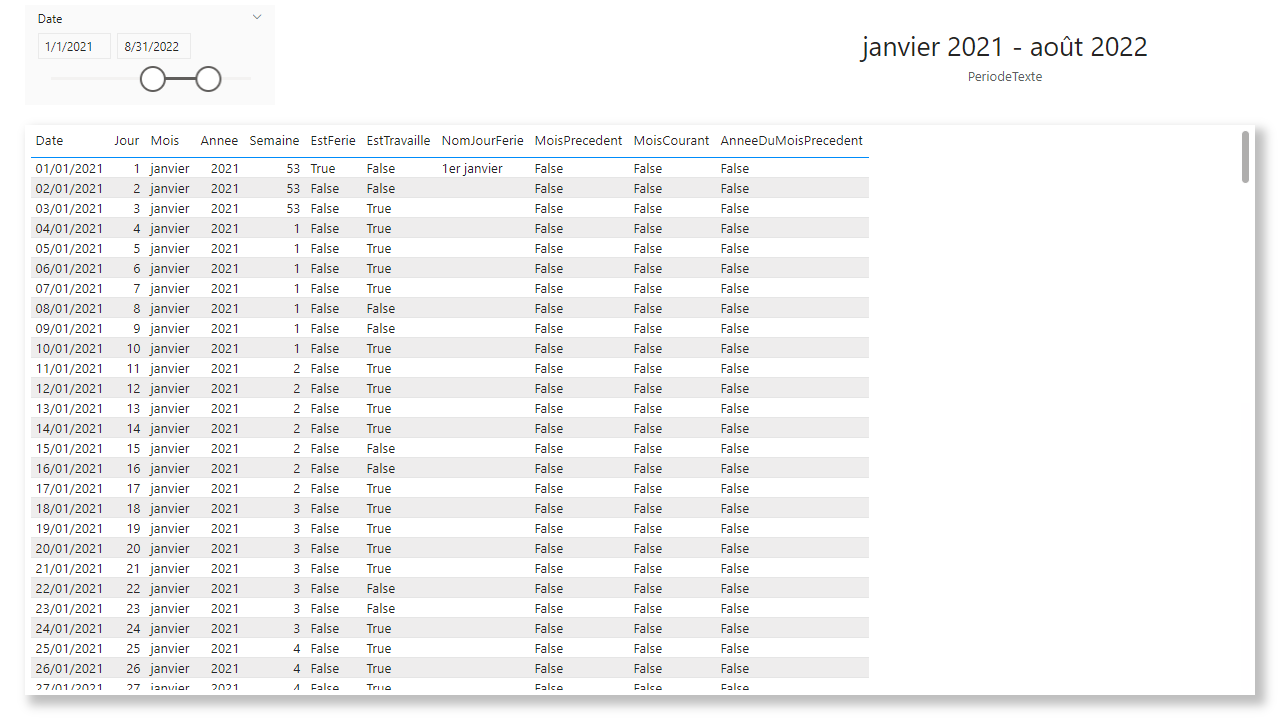 Date
1/1/2021 8/31/2022
janvier 2021 - août 2022
PeriodeTexte
Date Jour Mois Annee Semaine EstFerie EstTravaille NomJourFerie MoisPrecedent MoisCourant AnneeDuMoisPrecedent
01/01/2021 1 janvier 2021 53 True False 1er janvier False False False
02/01/2021 2 janvier 2021 53 False False False False False
03/01/2021 3 janvier 2021 53 False True False False False
04/01/2021 4 janvier 2021 1 False True False False False
05/01/2021 5 janvier 2021 1 False True False False False
06/01/2021 6 janvier 2021 1 False True False False False
07/01/2021 7 janvier 2021 1 False True False False False
08/01/2021 8 janvier 2021 1 False False False False False
09/01/2021 9 janvier 2021 1 False False False False False
10/01/2021 10 janvier 2021 1 False True False False False
11/01/2021 11 janvier 2021 2 False True False False False
12/01/2021 12 janvier 2021 2 False True False False False
13/01/2021 13 janvier 2021 2 False True False False False
14/01/2021 14 janvier 2021 2 False True False False False
15/01/2021 15 janvier 2021 2 False False False False False
16/01/2021 16 janvier 2021 2 False False False False False
17/01/2021 17 janvier 2021 2 False True False False False
18/01/2021 18 janvier 2021 3 False True False False False
19/01/2021 19 janvier 2021 3 False True False False False
20/01/2021 20 janvier 2021 3 False True False False False
21/01/2021 21 janvier 2021 3 False True False False False
22/01/2021 22 janvier 2021 3 False False False False False
23/01/2021 23 janvier 2021 3 False False False False False
24/01/2021 24 janvier 2021 3 False True False False False
25/01/2021 25 janvier 2021 4 False True False False False
26/01/2021 26 janvier 2021 4 False True False False False
27/01/2021 27 janvier 2021 4 False True False False False